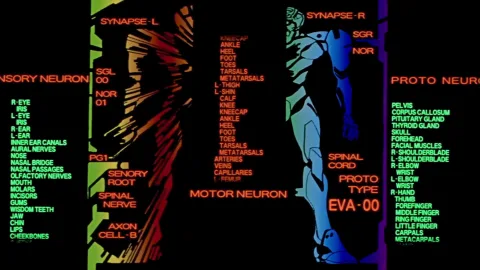 SYNAPSE-L
NSORY NEURON
SGL
00
NOR
01
R-EYE
IRIS
L-EYE
IRIS
R-EAR
L-EAR
INNER EAR CANALS
AURAL NERVES
NOSE
NASAL BRIDGE
NASAL PASSAGES
OLFACTORY NERVES
MOUTH
MOLARS
INCISORS
GUMS
WISDOM TEETH
JAW
CHIN
LIPS
CHEEKBONES
PG1
SENORY
ROOT
SPINAL
NERVE
AXON
CELL-B
KNEECAP
ANKLE
HEEL
FOOT
TOES
TARSALS
METATARSALS
L-THIGH
L-SHIN
CALF
KNEE
KNEECAP
ANKLE
HEEL
FOOT
TOES
TARSALS
METATARSALS
ARTERIES
VEINS
CAPILLARIES
L-FEMUR
MOTOR NEURON
SYNAPSE-R
SGR
NOR
SPINAL
CORD
PROTO
TYPE
EVA-00
PROTO NEURO
PELVIS
CORPUS CALLOSUM
PITUITARY GLAND
THYROID GLAND
SKULL
FOREHEAD
FACIAL MUSCLES
R-SHOULDERBLADE
L-SHOULDERBLADE
R-ELBOW
WRIST
L-ELBOW
WRIST
R-HAND
THUMB
FOREFINGER
MIDDLE FINGER
RING FINGER
LITTLE FINGER
CARPALS
METACARPALS